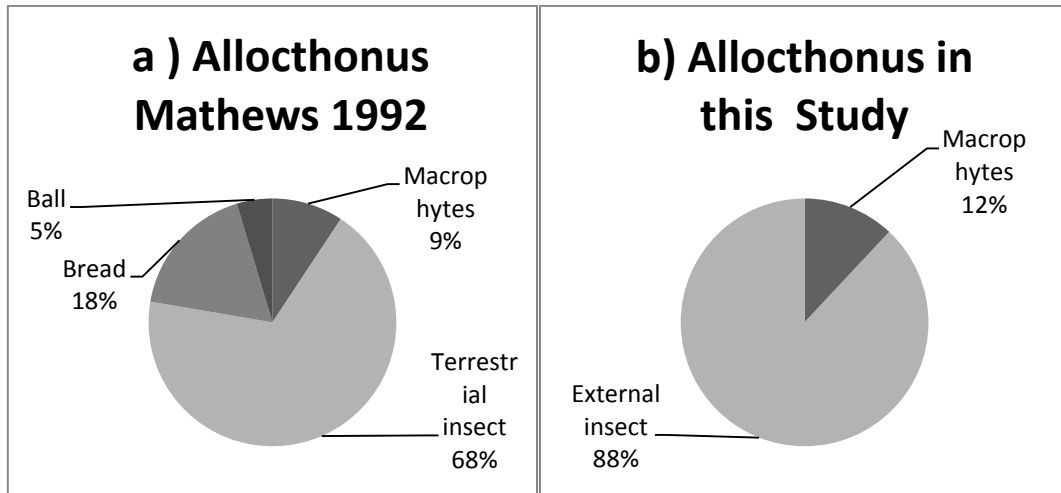 a ) Allocthonus
Mathews 1992
Ball
5%
Macrop
hytes
9%
Bread
18%
Terrestr
ial
insect
68%
b) Allocthonus in
this Study
Macrop
hytes
12%
External
insect
88%